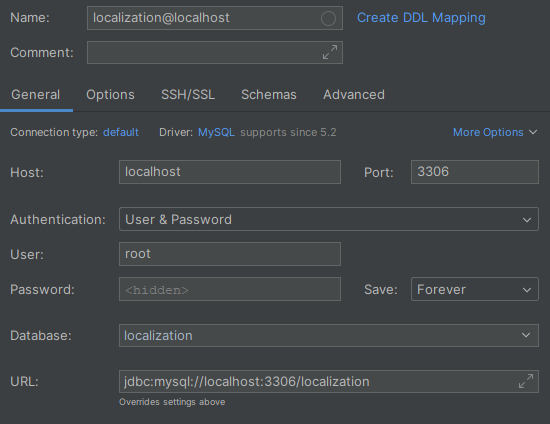 Name: localization@localhost Create DDL Mapping
Comment:
General Options SSH/SSL Schemas Advanced
Connection type: default Driver: MySQL supports since 5.2 More Options
Host: localhost Port: 3306
Authentication: User & Password
User: root
Password: <hidden> Save: Forever
Database: localization
URL: jdbc:mysql://localhost:3306/localization
Overrides settings above